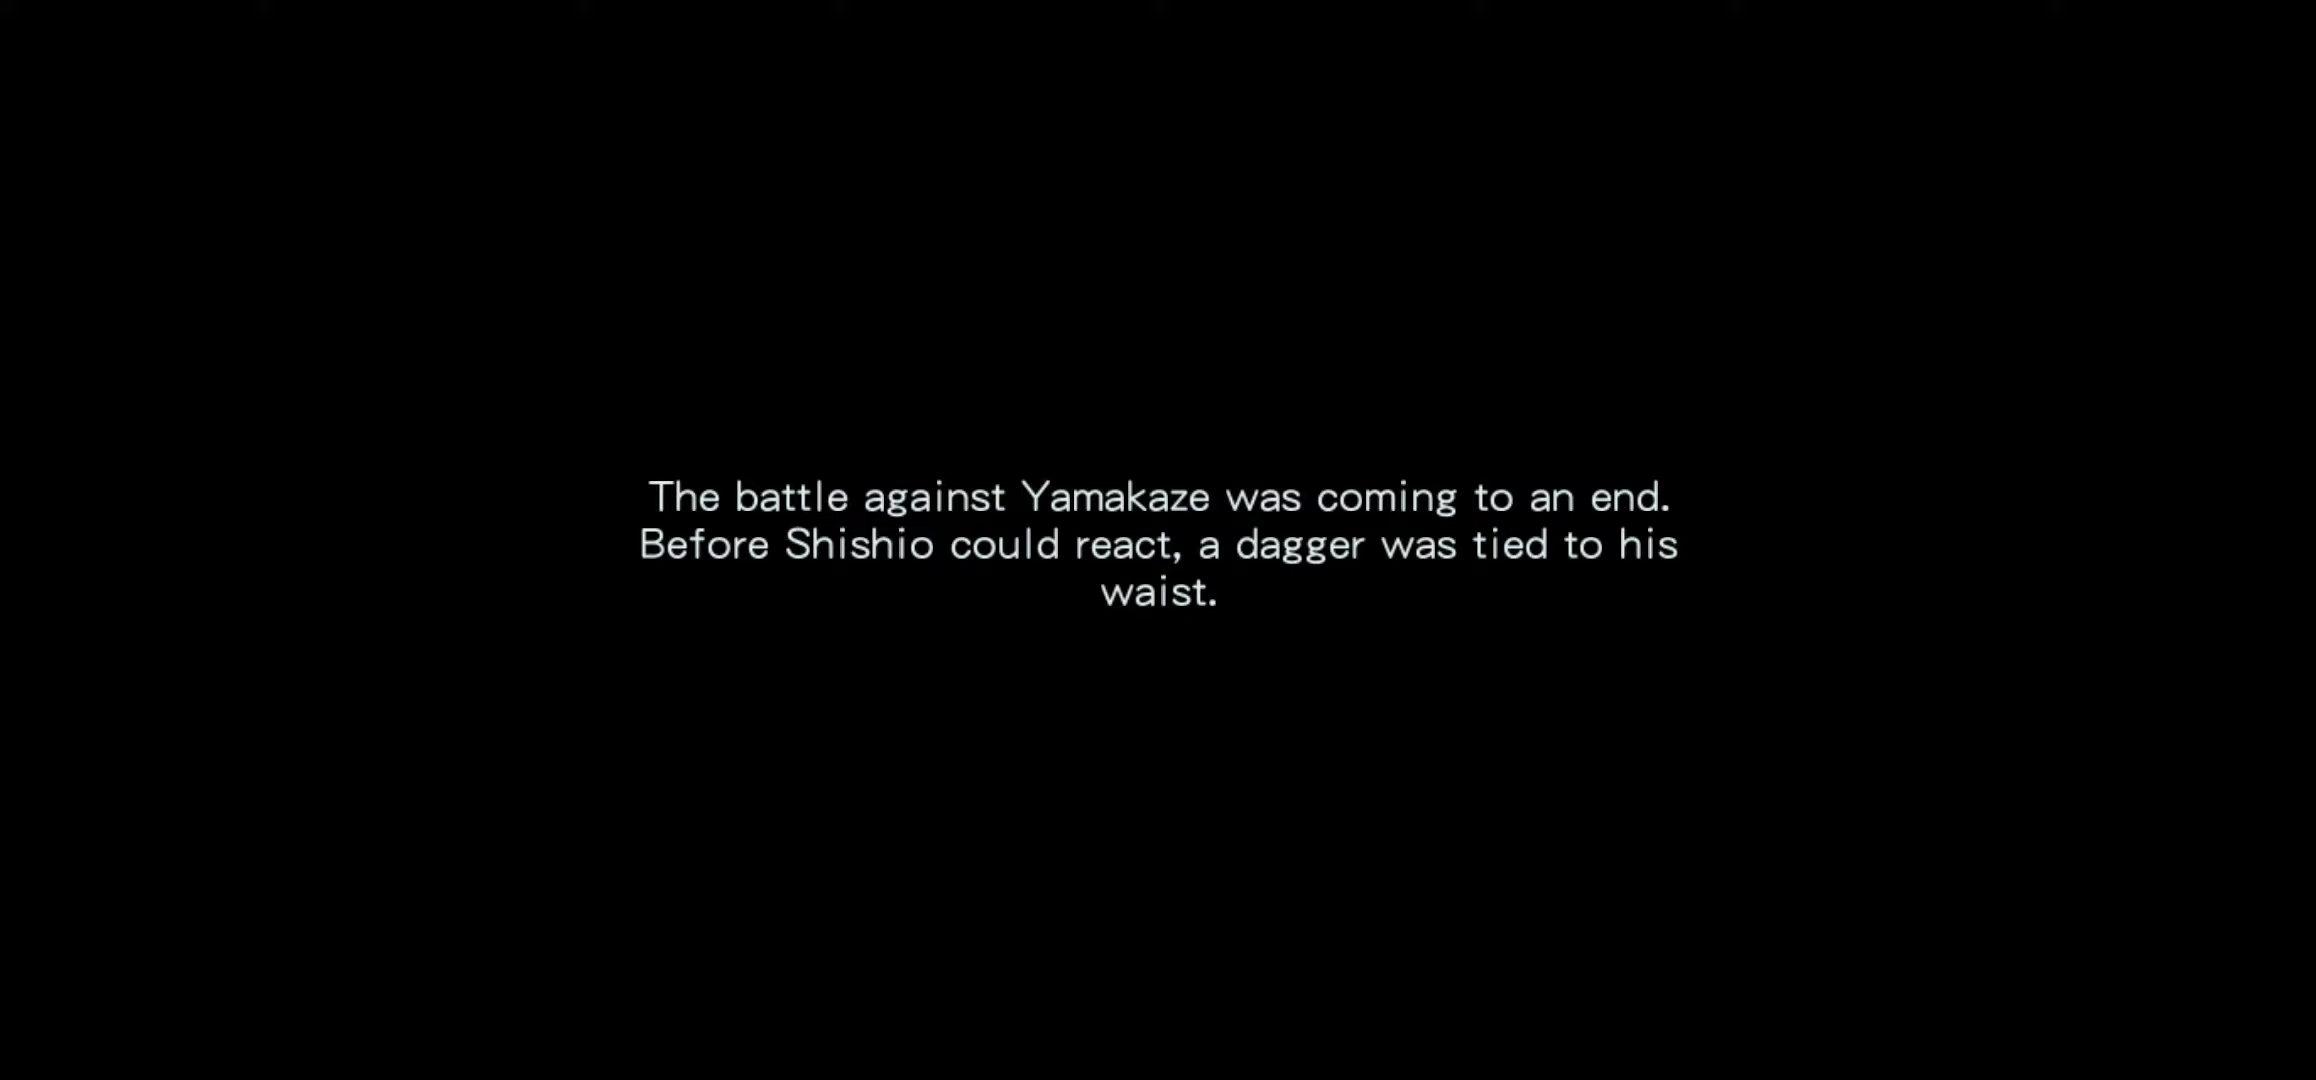 The battle against Yamakaze was coming to an end.
Before Shishio could react, a dagger was tied to his
waist.